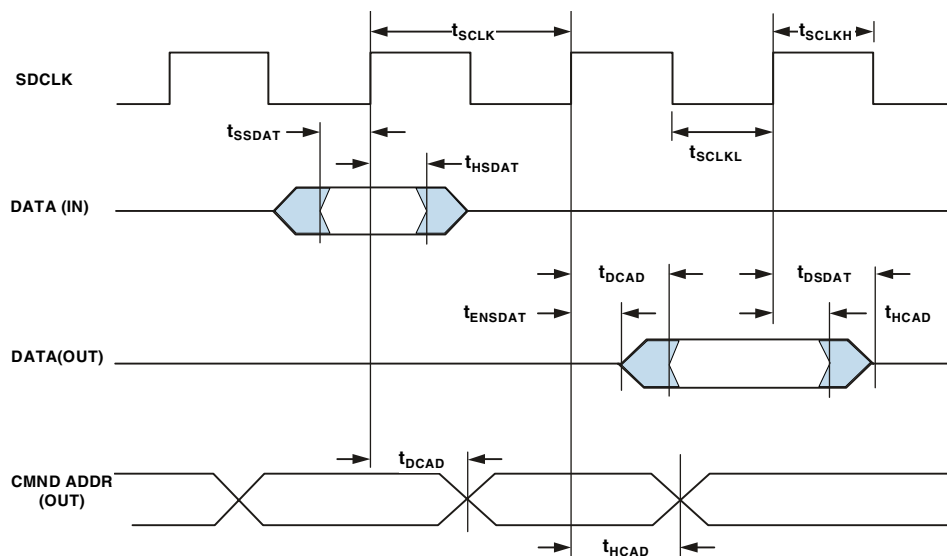 tSCLK
tSCLKH
SDCLK
tSSDAT
tSCLKL
tHSDAT
DATA (IN)
tDCAD
tDSDAT
tENSDAT
tHCAD
DATA(OUT)
tDCAD
CMND ADDR
(OUT)
tHCAD